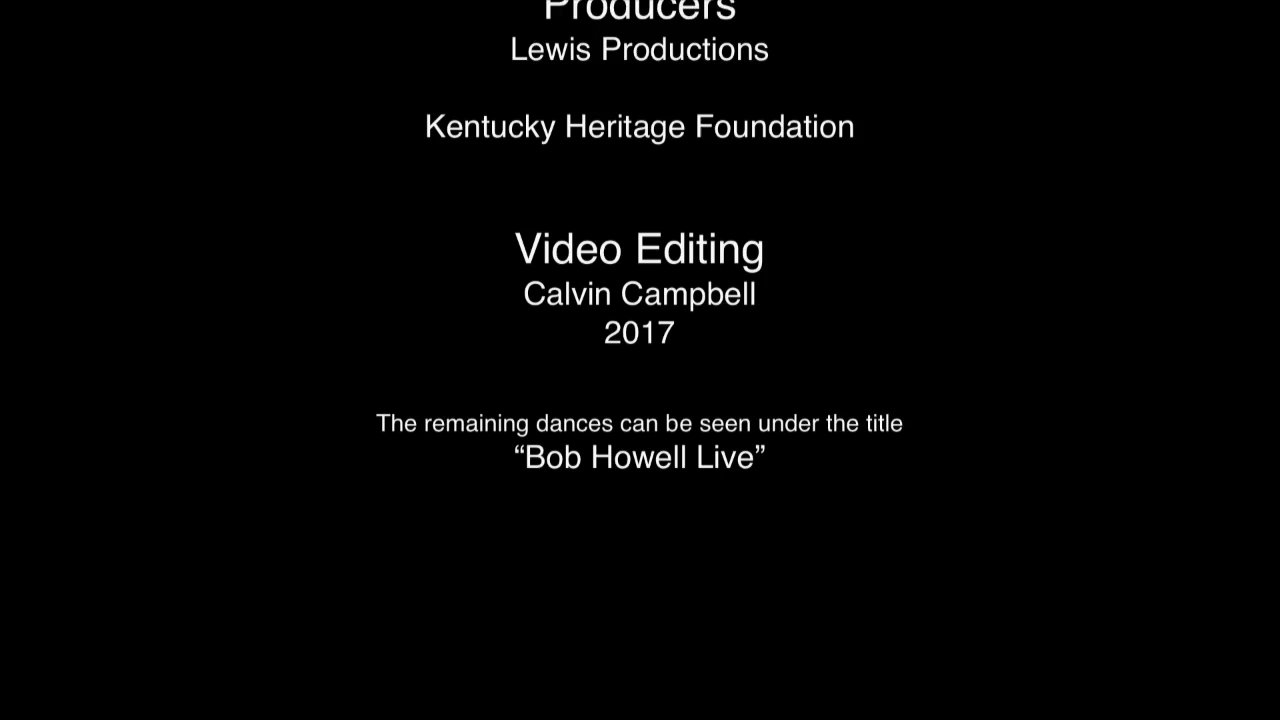 Producers
Lewis Productions
Kentucky Heritage Foundation
Video Editing
Calvin Campbell
2017
The remaining dances can be seen under the title
“Bob Howell Live”